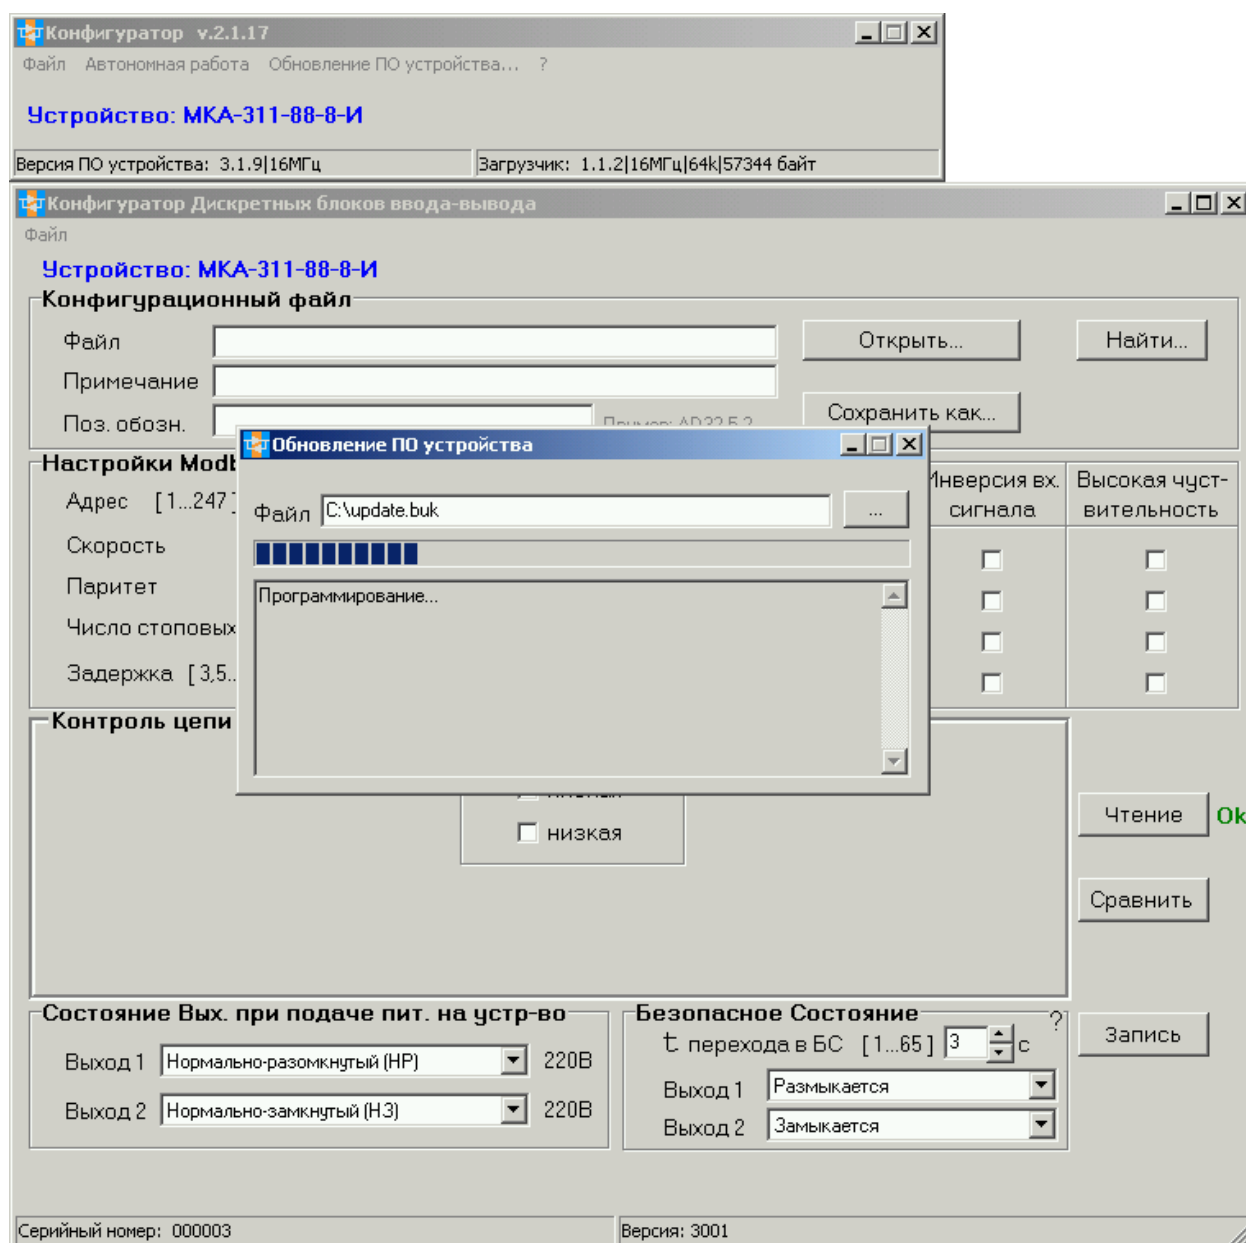 Конфигуратор v.2.1.17
Файл Автономная работа Обновление ПО устройства... ?
Устройство: МКА-311-88-8-И
Версия ПО устройства: 3.1.9|16МГц Загрузчик: 1.1.2|16МГц|64k|57344 байт
Конфигуратор Дискретных блоков ввода-вывода
Файл
Устройство: МКА-311-88-8-И
Конфигурационный файл
Файл Открыть... Найти...
Примечание
Поз. обозн. Пример: AD32.Б.2 Сохранить как...
Обновление ПО устройства
Файл C:\update.buk ...
Программирование...
Настройки Modb
Адрес [1...247]
Скорость
Паритет
Число стоповых
Задержка [3,5..
Инверсия вх. сигнала
Высокая чуст-
вительность
Контроль цепи
низкая
Чтение Ok
Сравнить
Запись
Состояние Вых. при подаче пит. на устр-во
Выход 1 Нормально-разомкнутый (НР) 220В
Выход 2 Нормально-замкнутый (НЗ) 220В
Безопасное Состояние ?
t перехода в БС [1...65] 3 с
Выход 1 Размыкается
Выход 2 Замыкается
Серийный номер: 000003 Версия: 3001